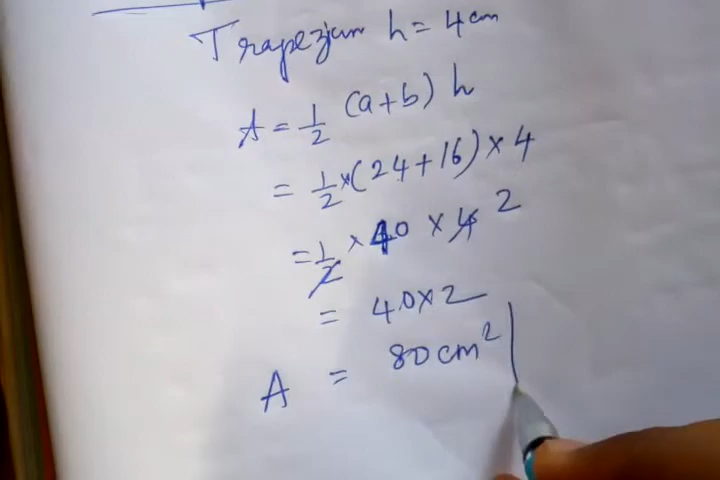 Trapezium h = 4cm
A = 1/2 (a+b) h
= 1/2 × (24+16) × 4
= 1/2 × 40 × 4 2
= 40×2
A = 80 cm²